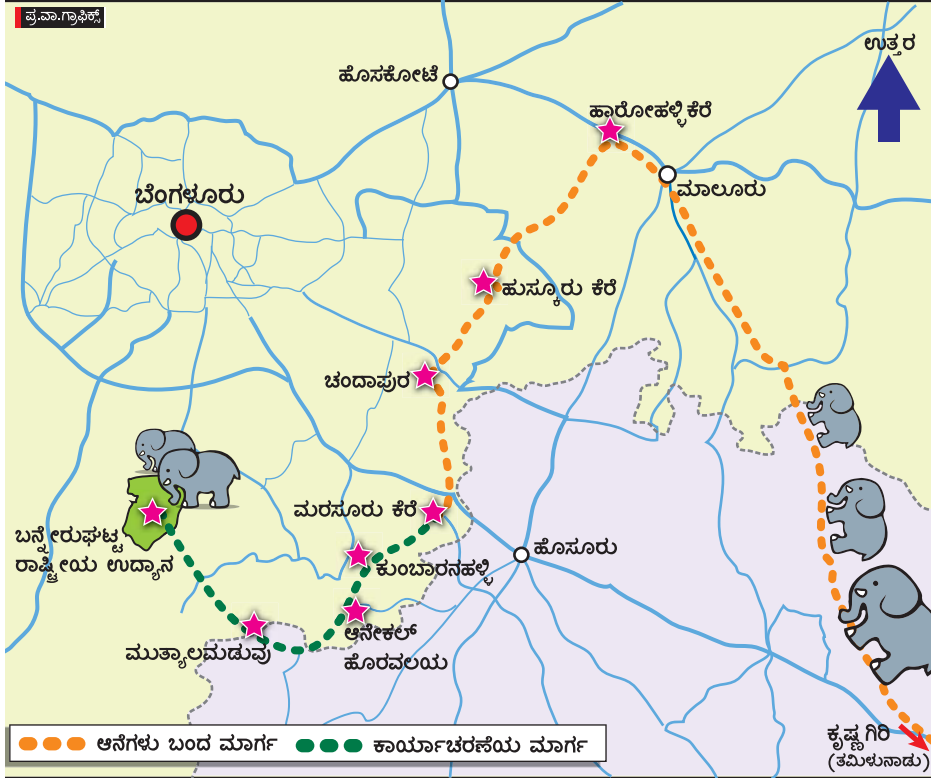 ಪ್ರ.ವಾ.ಗ್ರಾಫಿಕ್ಸ್
ಉತ್ತರ
ಹೊಸಕೋಟೆ
ಹಾರೋಹಳ್ಳಿ ಕೆರೆ
ಮಾಲೂರು
ಬೆಂಗಳೂರು
ಹುಸ್ಕೂರು ಕೆರೆ
ಚಂದಾಪುರ
ಮರಸೂರು ಕೆರೆ
ಬನ್ನೇರುಘಟ್ಟ
ರಾಷ್ಟ್ರೀಯ ಉದ್ಯಾನ
ಹೊಸೂರು
ಕುಂಬಾರನಹಳ್ಳಿ
ಆನೇಕಲ್
ಹೊರವಲಯ
ಮುತ್ಯಾಲಮಡುವು
ಕೃಷ್ಣಗಿರಿ
(ತಮಿಳುನಾಡು)
ಆನೆಗಳು ಬಂದ ಮಾರ್ಗ ಕಾರ್ಯಾಚರಣೆಯ ಮಾರ್ಗ